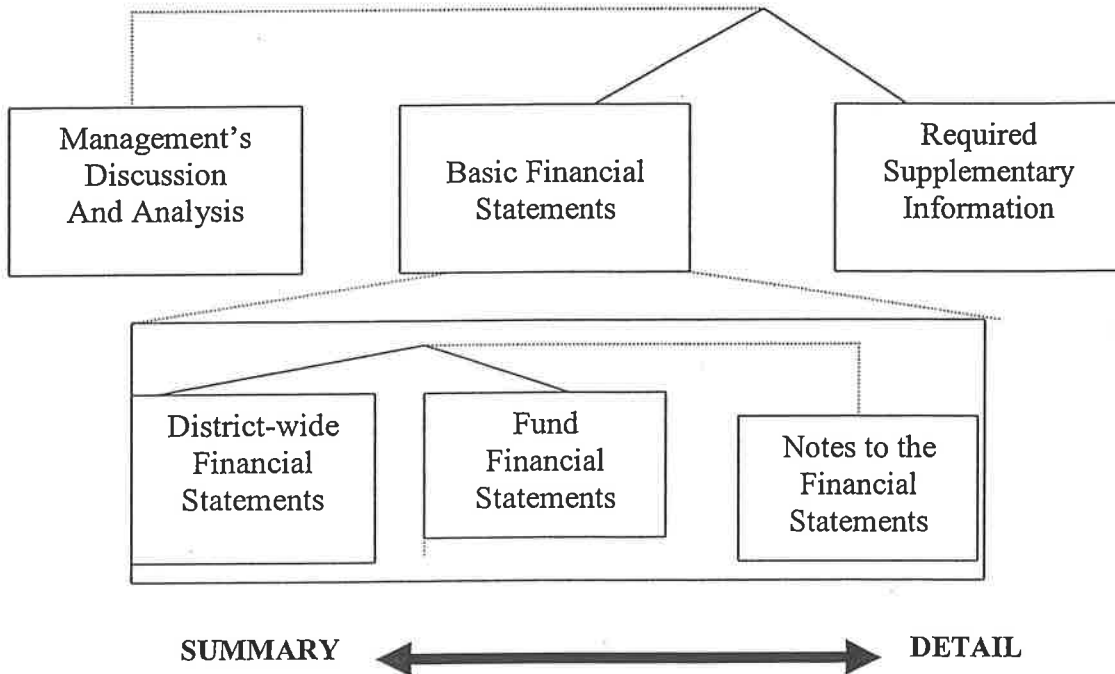 Management's
Discussion
And Analysis
Basic Financial
Statements
Required
Supplementary
Information
District-wide
Financial
Statements
Fund
Financial
Statements
Notes to the
Financial
Statements
SUMMARY
DETAIL